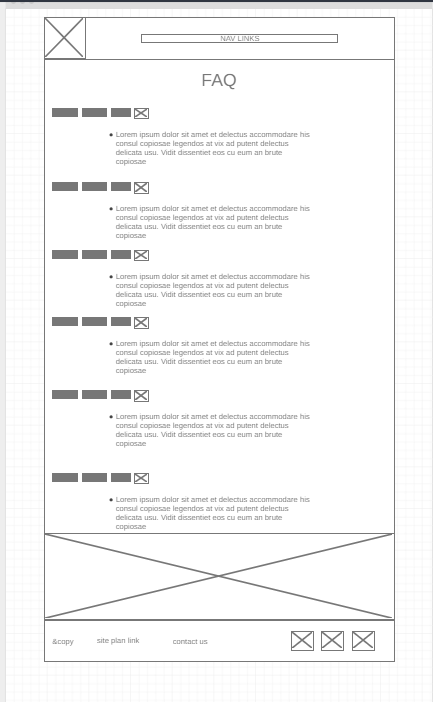 NAV LINKS
FAQ
• Lorem ipsum dolor sit amet et delectus accommodare his
consul copiosae legendos at vix ad putent delectus
delicata usu. Vidit dissentiet eos cu eum an brute
copiosae
• Lorem ipsum dolor sit amet et delectus accommodare his
consul copiosae legendos at vix ad putent delectus
delicata usu. Vidit dissentiet eos cu eum an brute
copiosae
• Lorem ipsum dolor sit amet et delectus accommodare his
consul copiosae legendos at vix ad putent delectus
delicata usu. Vidit dissentiet eos cu eum an brute
copiosae
• Lorem ipsum dolor sit amet et delectus accommodare his
consul copiosae legendos at vix ad putent delectus
delicata usu. Vidit dissentiet eos cu eum an brute
copiosae
• Lorem ipsum dolor sit amet et delectus accommodare his
consul copiosae legendos at vix ad putent delectus
delicata usu. Vidit dissentiet eos cu eum an brute
copiosae
• Lorem ipsum dolor sit amet et delectus accommodare his
consul copiosae legendos at vix ad putent delectus
delicata usu. Vidit dissentiet eos cu eum an brute
copiosae
&copy site plan link contact us